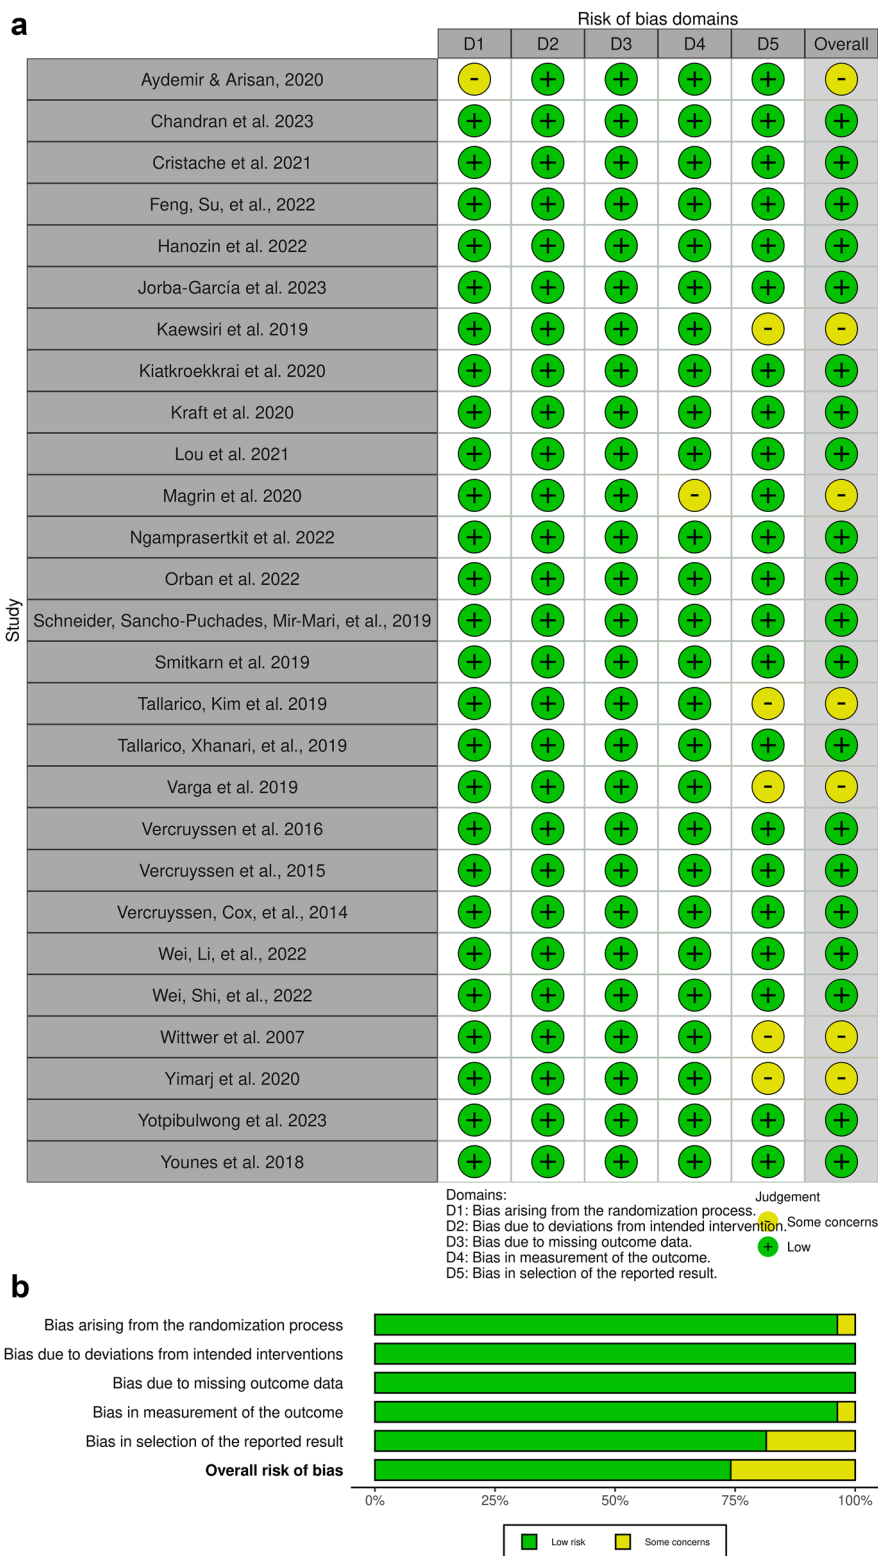 a
Risk of bias domains
D1 D2 D3 D4 D5 Overall
Study
Aydemir & Arisan, 2020 - + + + + -
Chandran et al. 2023 + + + + + +
Cristache et al. 2021 + + + + + +
Feng, Su, et al., 2022 + + + + + +
Hanozin et al. 2022 + + + + + +
Jorba-García et al. 2023 + + + + + +
Kaewsiri et al. 2019 + + + + - -
Kiatkroekkrai et al. 2020 + + + + + +
Kraft et al. 2020 + + + + + +
Lou et al. 2021 + + + + + +
Magrin et al. 2020 + + + - + -
Ngamprasertkit et al. 2022 + + + + + +
Orban et al. 2022 + + + + + +
Schneider, Sancho-Puchades, Mir-Mari, et al., 2019 + + + + + +
Smitkarn et al. 2019 + + + + + +
Tallarico, Kim et al. 2019 + + + + - -
Tallarico, Xhanari, et al., 2019 + + + + + +
Varga et al. 2019 + + + + - -
Vercruyssen et al. 2016 + + + + + +
Vercruyssen et al., 2015 + + + + + +
Vercruyssen, Cox, et al., 2014 + + + + + +
Wei, Li, et al., 2022 + + + + + +
Wei, Shi, et al., 2022 + + + + + +
Wittwer et al. 2007 + + + + - -
Yimarj et al. 2020 + + + + - -
Yotpibulwong et al. 2023 + + + + + +
Younes et al. 2018 + + + + + +
Domains:
D1: Bias arising from the randomization process.
D2: Bias due to deviations from intended intervention.
D3: Bias due to missing outcome data.
D4: Bias in measurement of the outcome.
D5: Bias in selection of the reported result.
Judgement
- Some concerns
+ Low
b
Bias arising from the randomization process
Bias due to deviations from intended interventions
Bias due to missing outcome data
Bias in measurement of the outcome
Bias in selection of the reported result
Overall risk of bias
0% 25% 50% 75% 100%
Low risk Some concerns